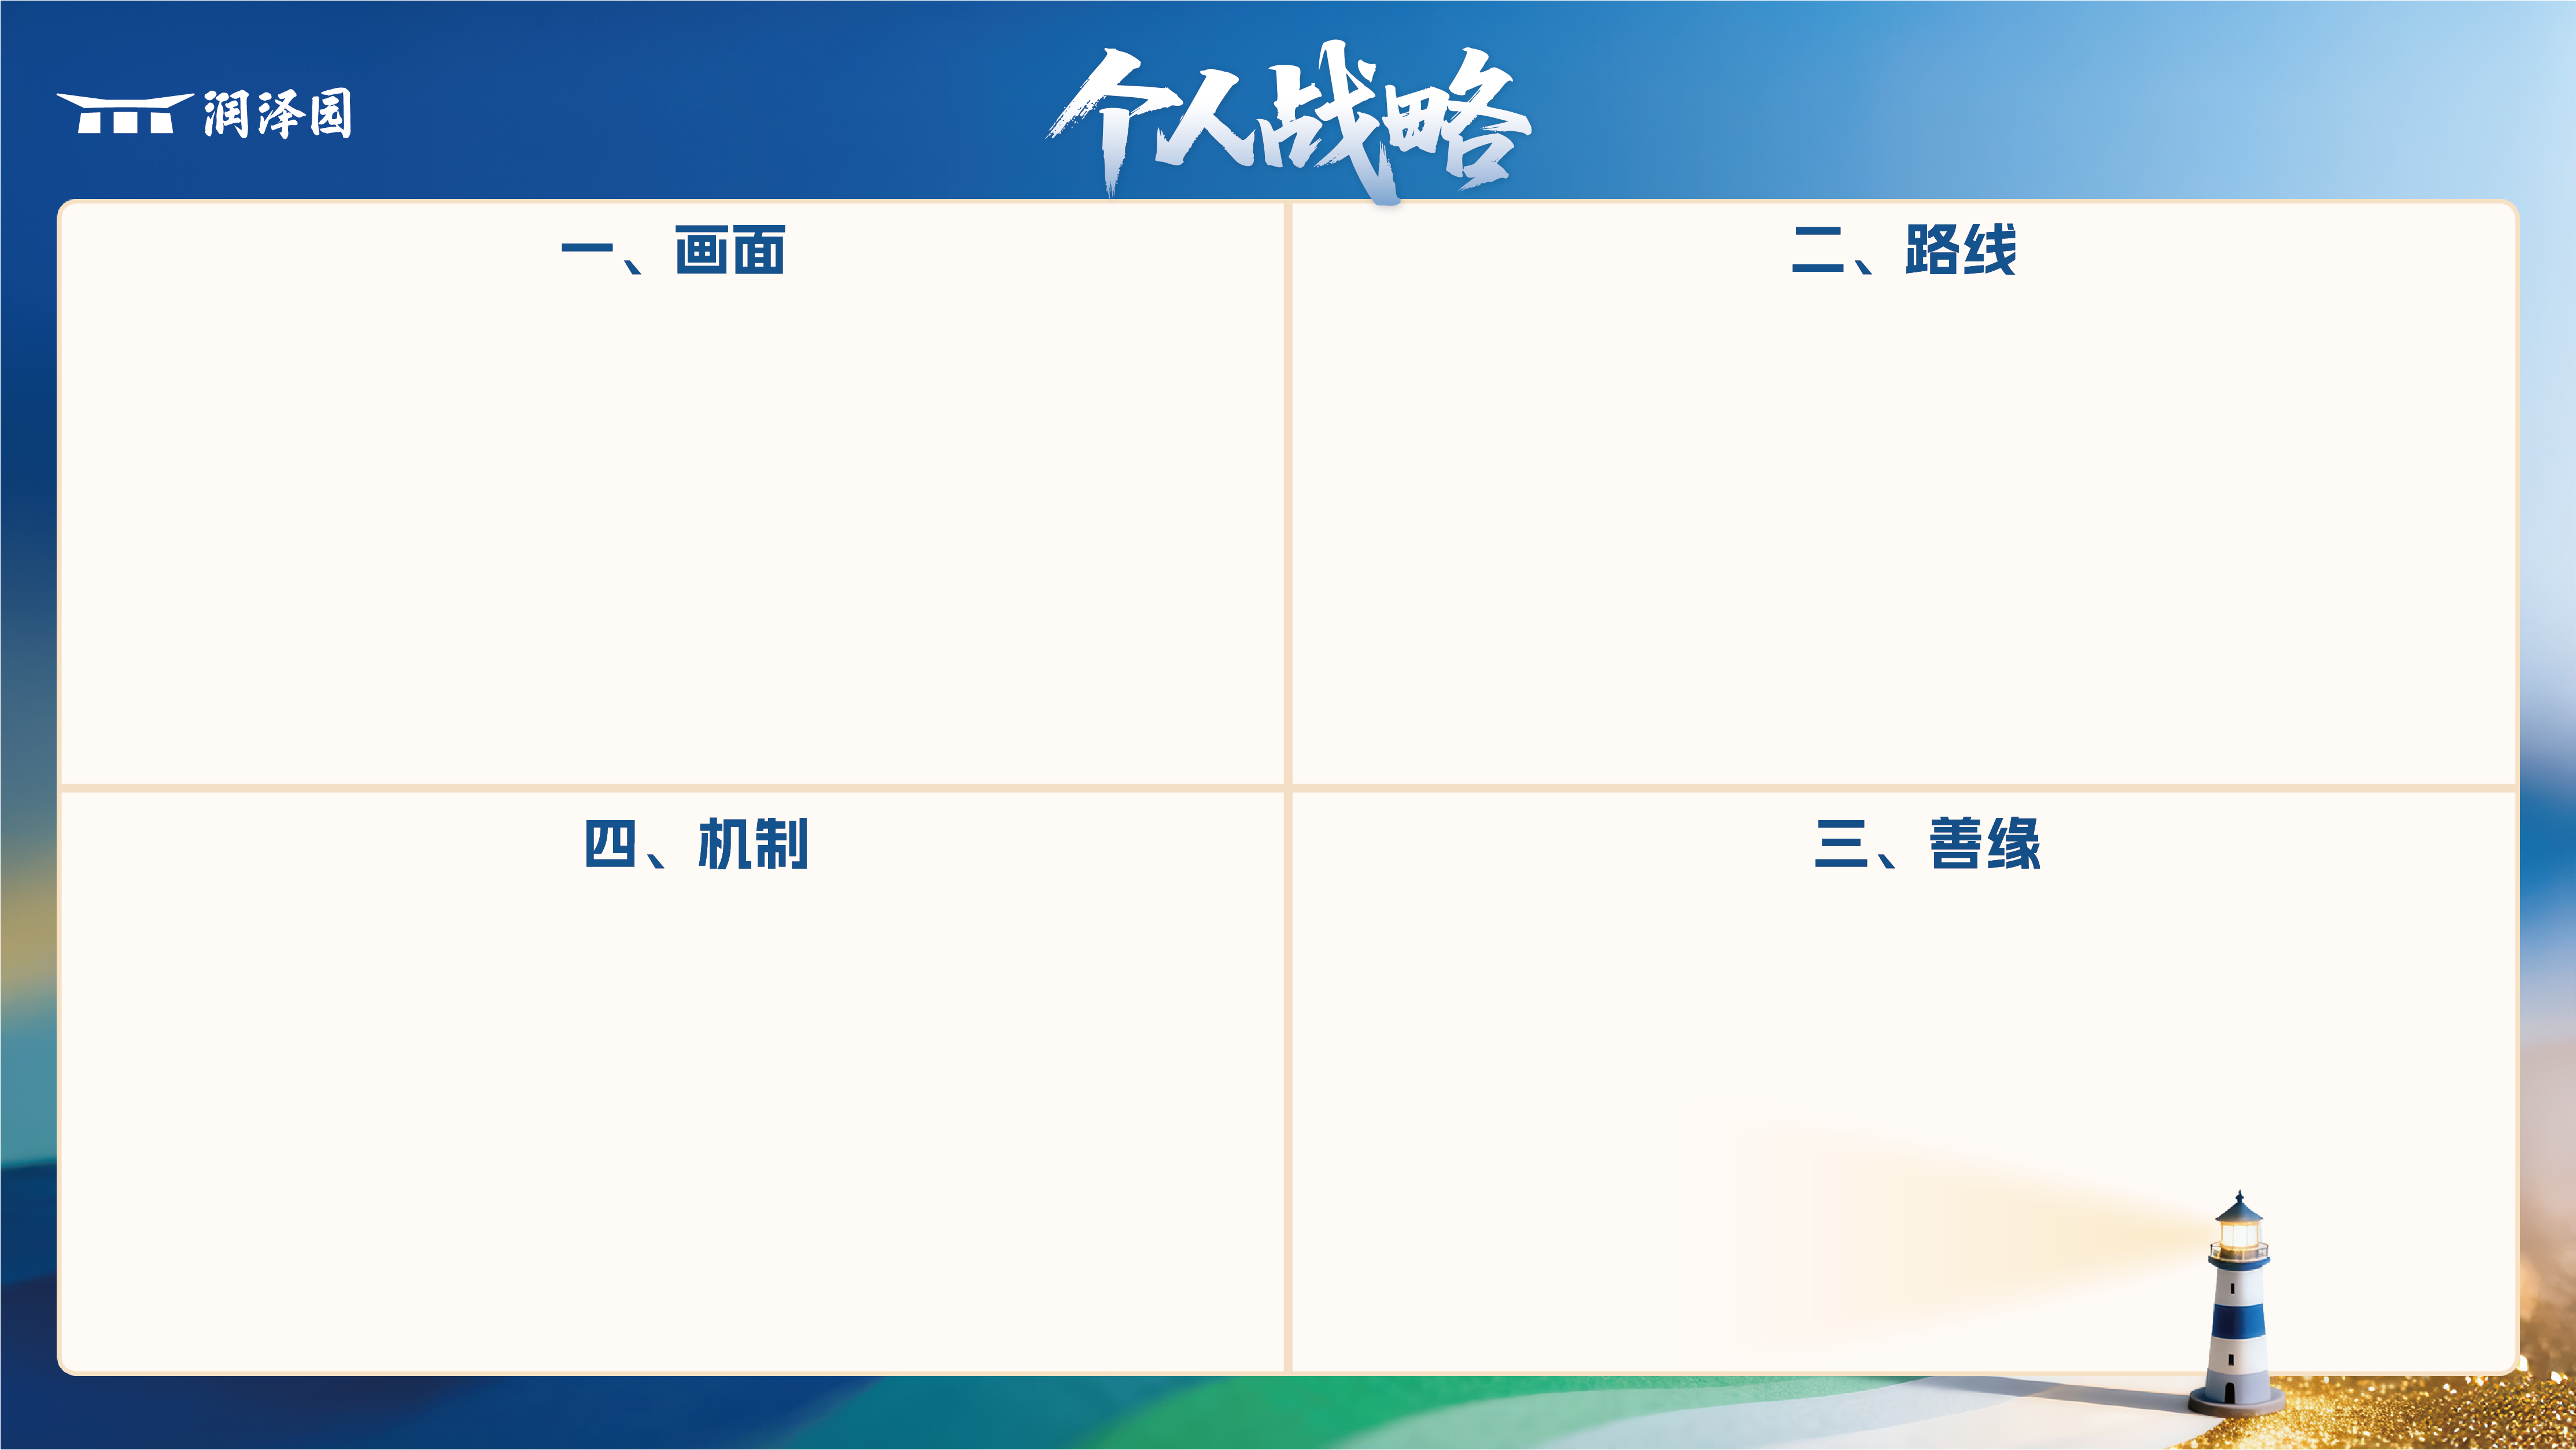 润泽园
个人战略
一、画面
二、路线
四、机制
三、善缘